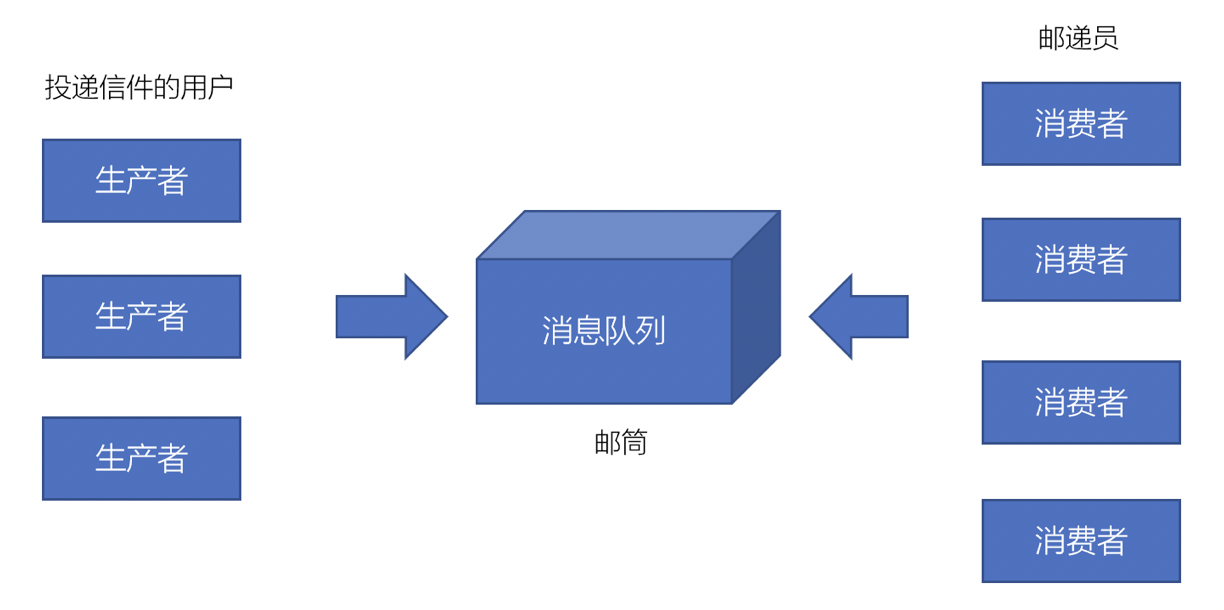 投递信件的用户
生产者
生产者
生产者
消息队列
邮筒
邮递员
消费者
消费者
消费者
消费者